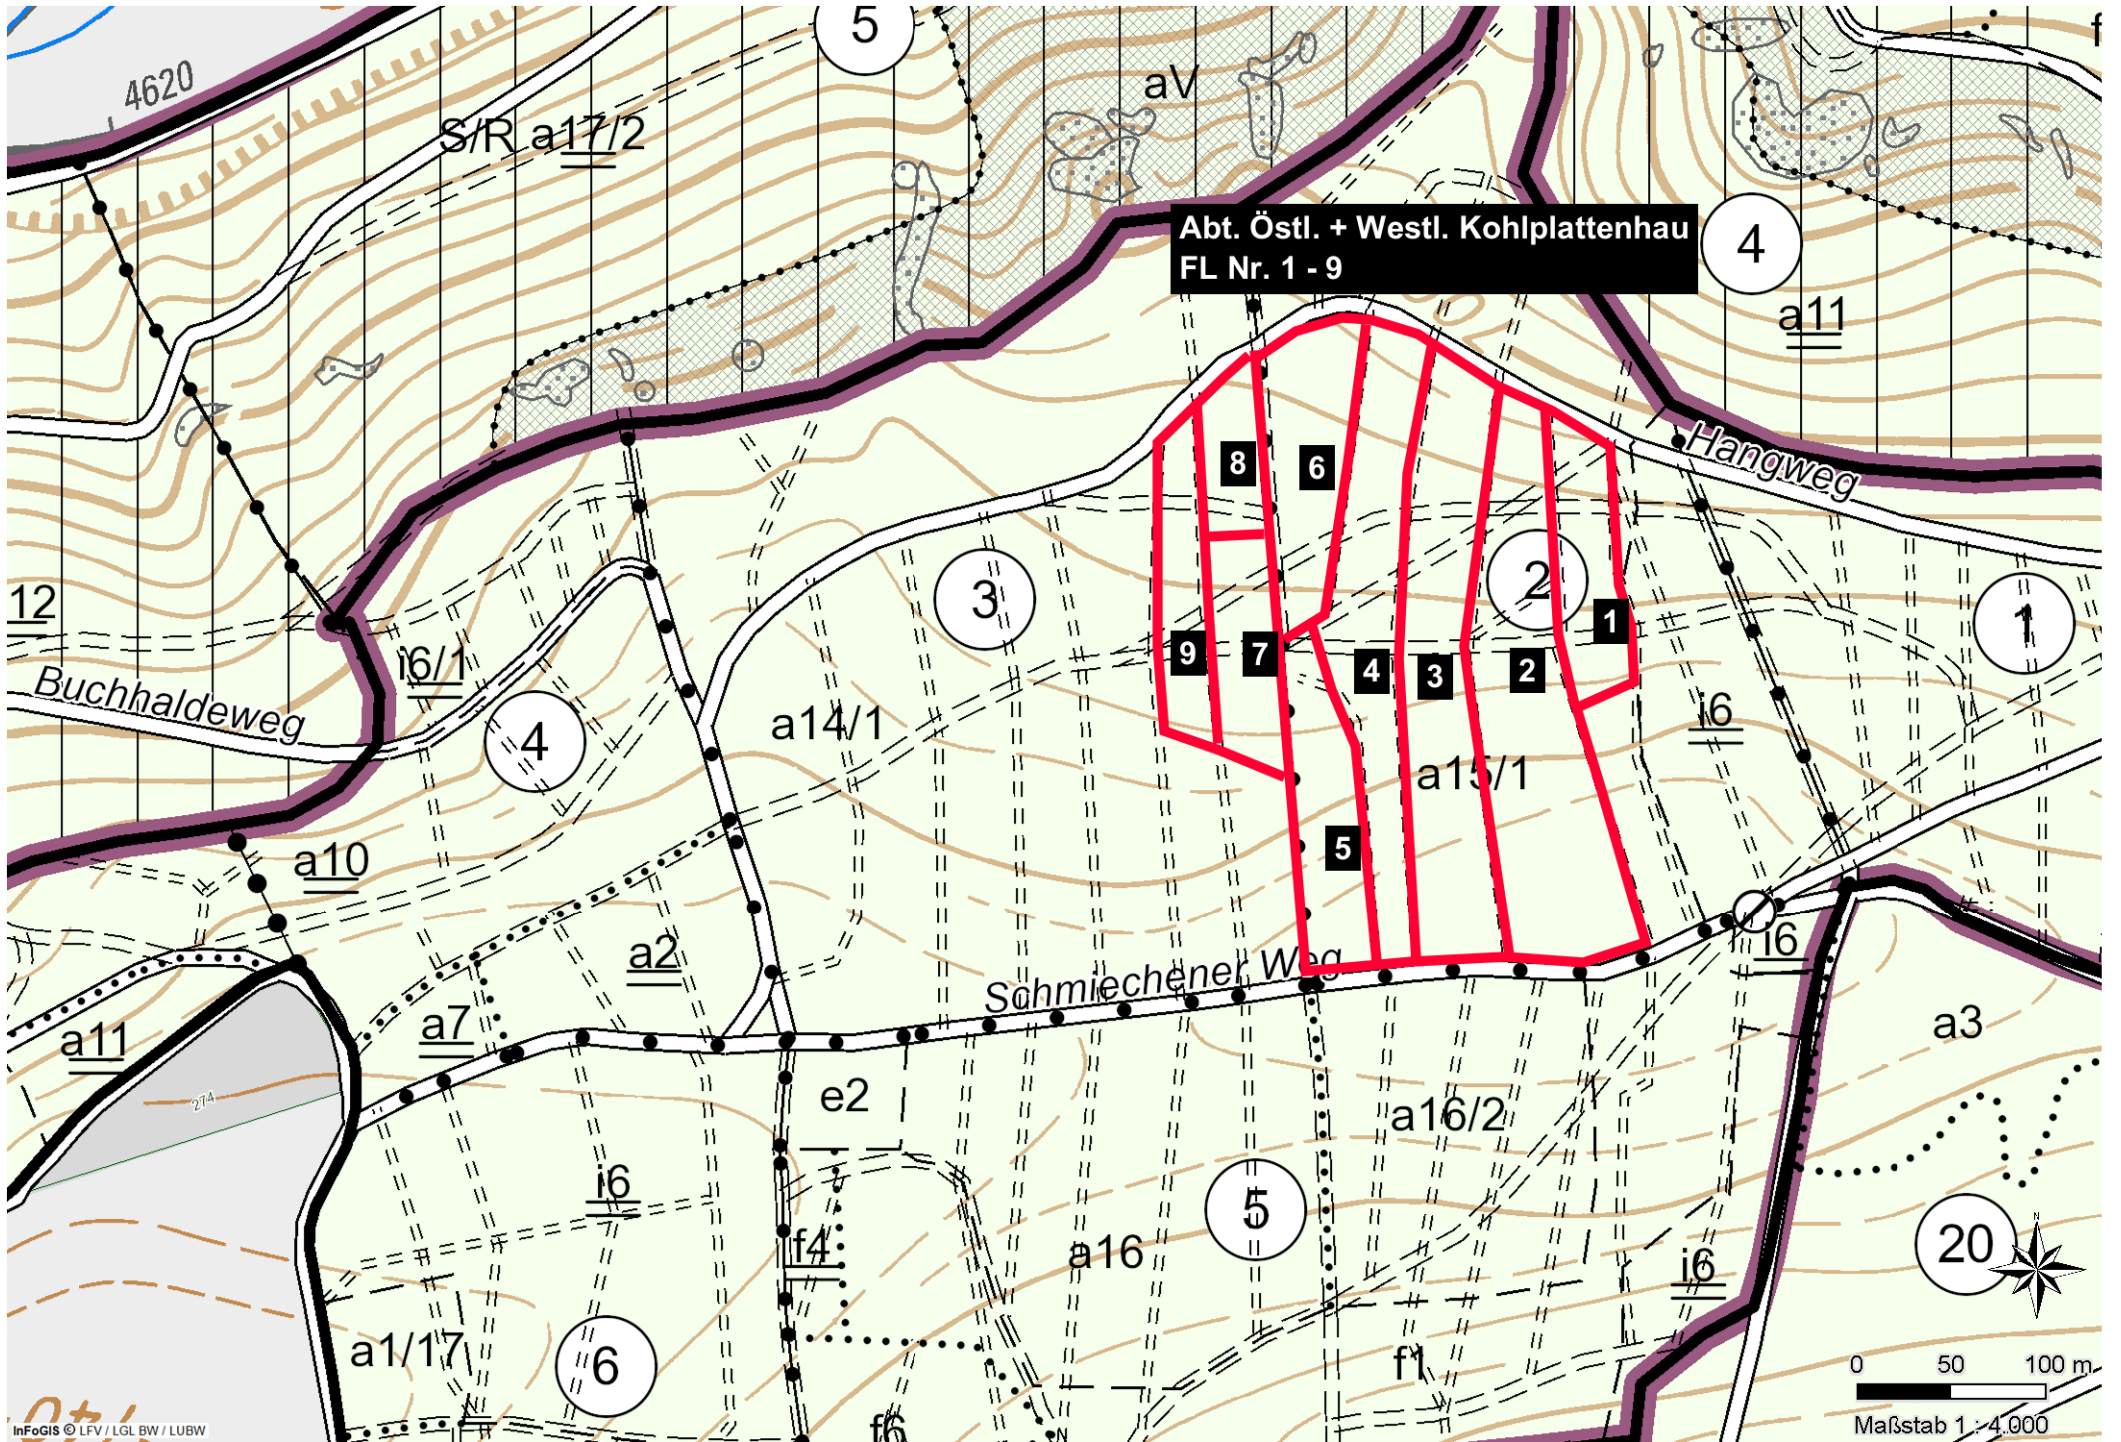 5
f
4620
aV
S/R a17/2
Abt. Östl. + Westl. Kohlplattenhau
FL Nr. 1 - 9
4
a11
Hangweg
8
6
3
2
12
1
1
i6/1
9
7
4
3
2
Buchhaldeweg
4
a14/1
i6
a15/1
5
a10
a2
i6
Schmiechener Weg
a7
a11
a3
274
e2
a16/2
i6
5
f4
a16
20
N
i6
a1/17
6
f1
0 50 100 m
Maßstab 1 : 4.000
f6
N
InFoGIS © LFV / LGL BW / LUBW